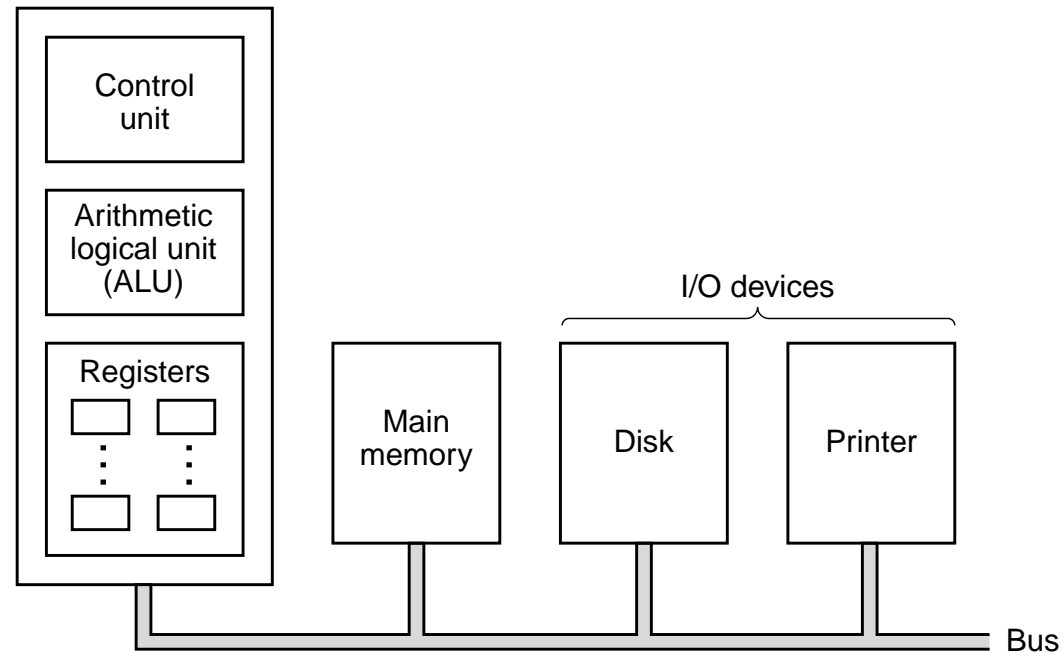 Control
unit
Arithmetic
logical unit
(ALU)
Registers
I/O devices
Main
memory
Disk
Printer
Bus